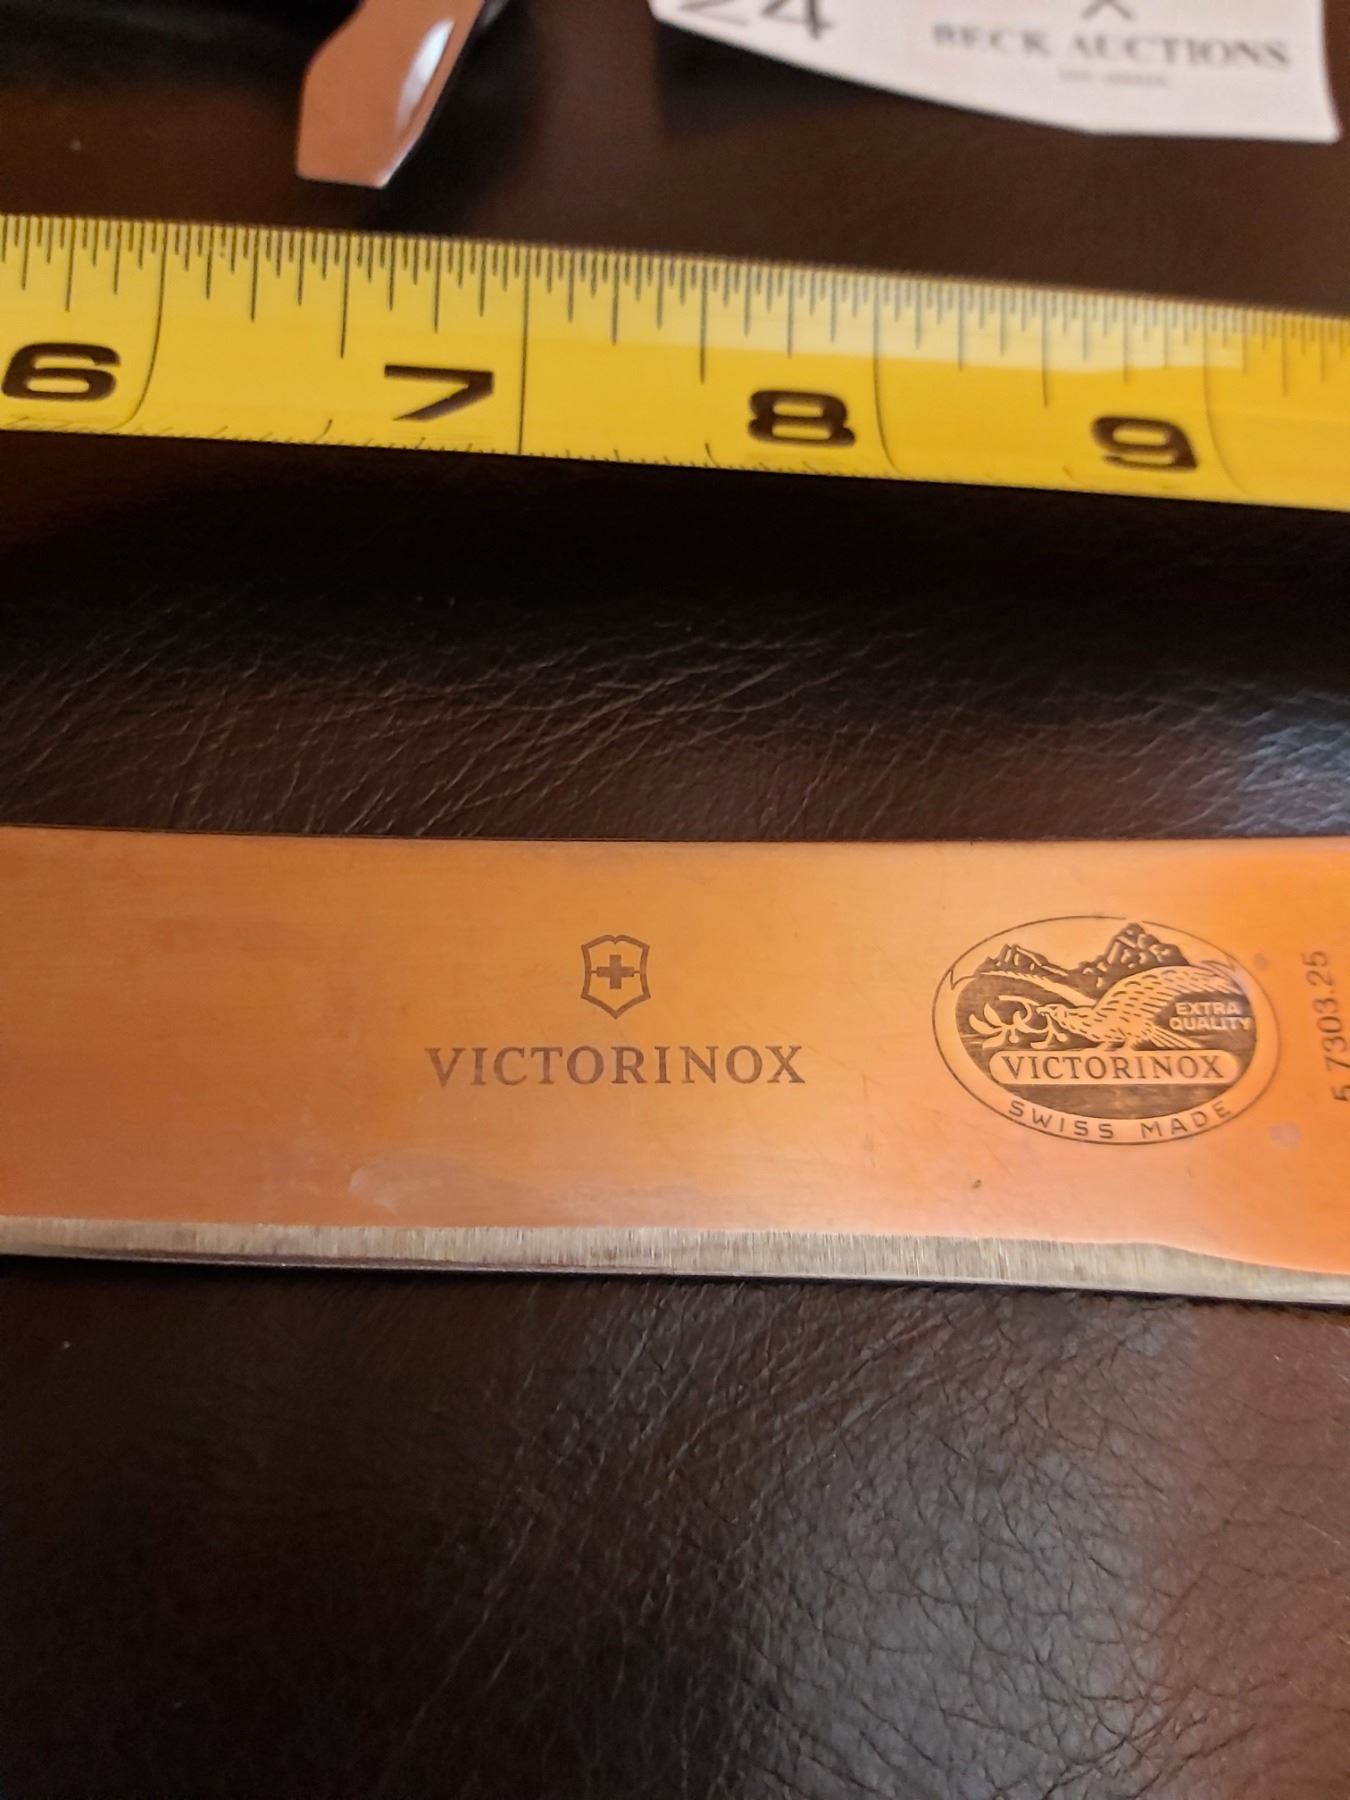 24
BECK AUCTIONS
6 7 8 9
VICTORINOX
EXTRA
QUALITY
VICTORINOX
SWISS MADE
5.7303.25